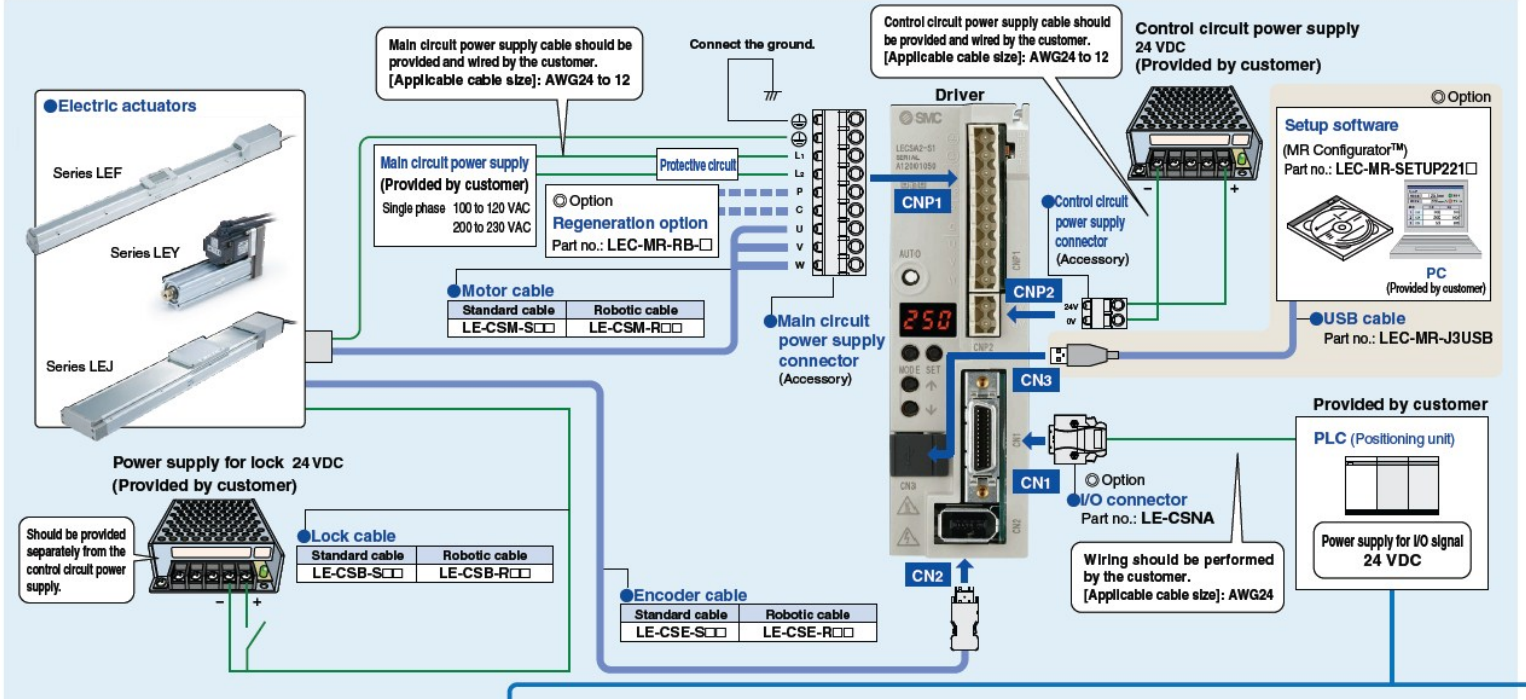 Main circuit power supply cable should be
provided and wired by the customer.
[Applicable cable size]: AWG24 to 12
Connect the ground.
Control circuit power supply cable should
be provided and wired by the customer.
[Applicable cable size]: AWG24 to 12
Control circuit power supply
24 VDC
(Provided by customer)
●Electric actuators
Series LEF
Series LEY
Series LEJ
Main circuit power supply
(Provided by customer)
Single phase 100 to 120 VAC
200 to 230 VAC
Protective circuit
◎Option
Regeneration option
Part no.: LEC-MR-RB-□
L1
L2
P
C
U
V
W
●Motor cable
Standard cable Robotic cable
LE-CSM-S□□ LE-CSM-R□□
●Main circuit
power supply
connector
(Accessory)
Driver
SMC
LECSA2-S1
SERIAL
CNP1
AUTO
CNP1
250
CNP2
MODE SET
CNP2
CN3
CN1
CN1
CN3
CN2
CN2
●Control circuit
power supply
connector
(Accessory)
24V
0V
− +
◎Option
Setup software
(MR Configurator™)
Part no.: LEC-MR-SETUP221□
PC
(Provided by customer)
●USB cable
Part no.: LEC-MR-J3USB
◎Option
●I/O connector
Part no.: LE-CSNA
Provided by customer
PLC (Positioning unit)
Power supply for I/O signal
24 VDC
Wiring should be performed
by the customer.
[Applicable cable size]: AWG24
Power supply for lock 24 VDC
(Provided by customer)
Should be provided
separately from the
control circuit power
supply.
− +
●Lock cable
Standard cable Robotic cable
LE-CSB-S□□ LE-CSB-R□□
●Encoder cable
Standard cable Robotic cable
LE-CSE-S□□ LE-CSE-R□□